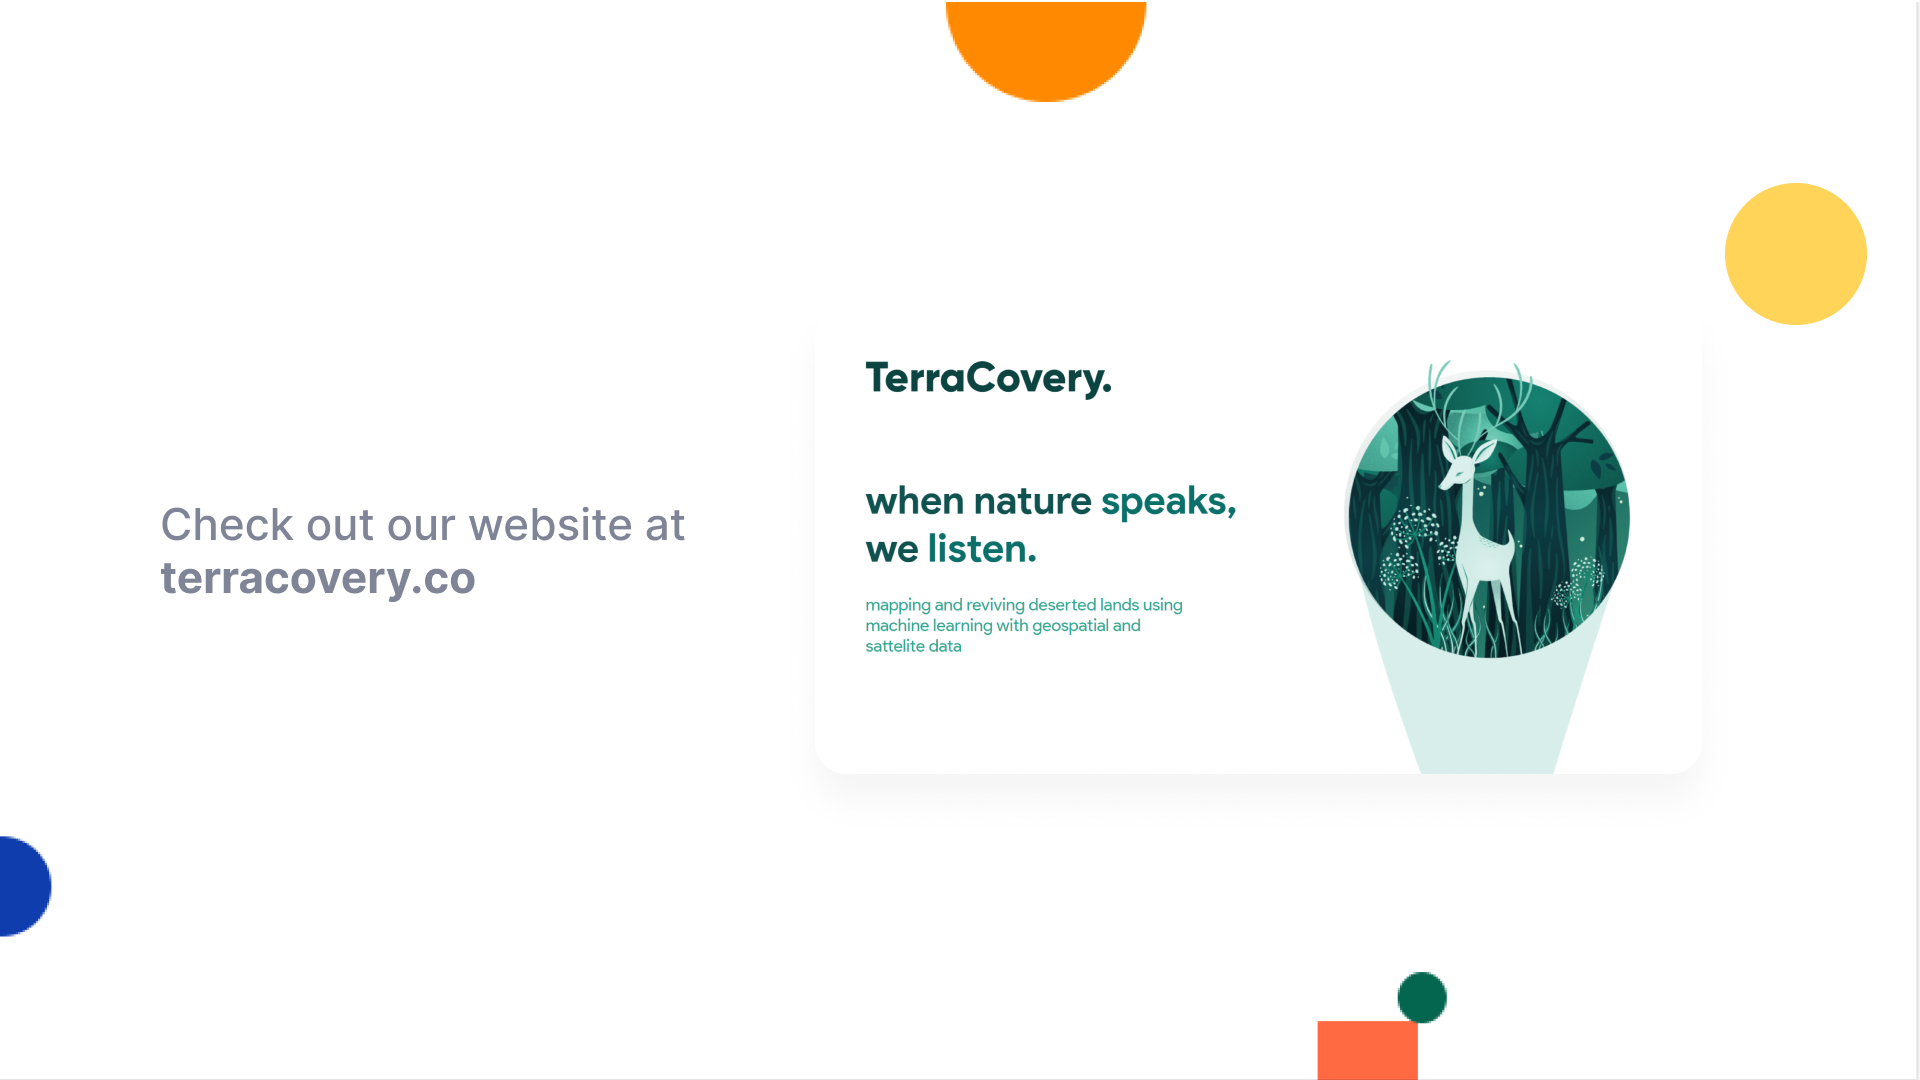 Check out our website at
terracovery.co
TerraCovery.
when nature speaks,
we listen.
mapping and reviving deserted lands using
machine learning with geospatial and
sattelite data